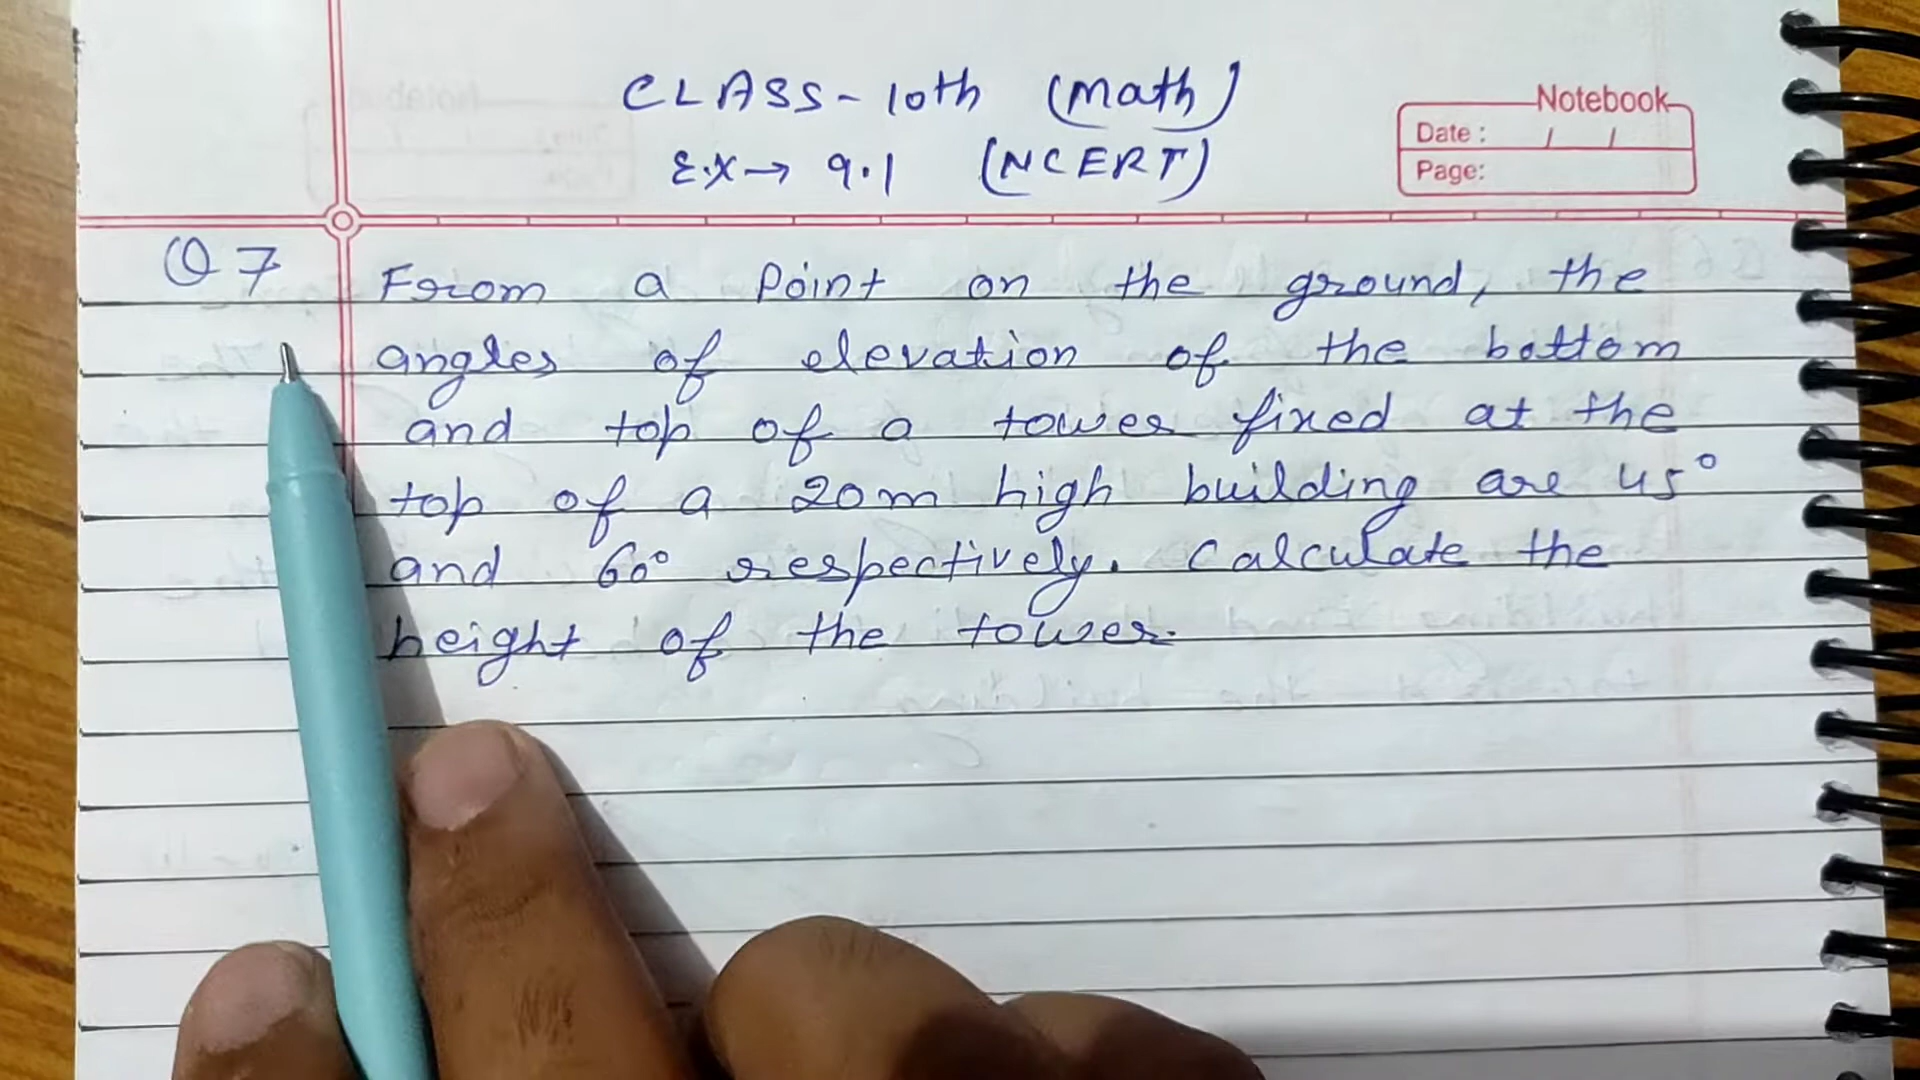 CLASS - 10th (Math)
Ex → 9.1 (NCERT)
Notebook
Date : / /
Page:
Q 7 From a point on the ground, the
angles of elevation of the bottom
and top of a tower fixed at the
top of a 20m high building are 45°
and 60° respectively. Calculate the
height of the tower.